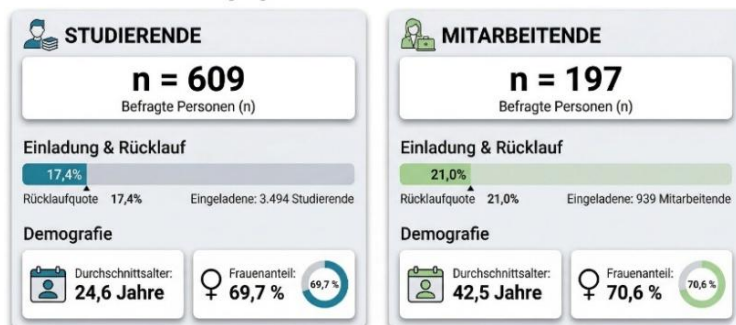 STUDIERENDE
n = 609
Befragte Personen (n)
Einladung & Rücklauf
17,4%
Rücklaufquote 17,4% Eingeladene: 3.494 Studierende
Demografie
Durchschnittsalter:
24,6 Jahre
Frauenanteil:
69,7 %
69,7 %
MITARBEITENDE
n = 197
Befragte Personen (n)
Einladung & Rücklauf
21,0%
Rücklaufquote 21,0% Eingeladene: 939 Mitarbeitende
Demografie
Durchschnittsalter:
42,5 Jahre
Frauenanteil:
70,6 %
70,6 %